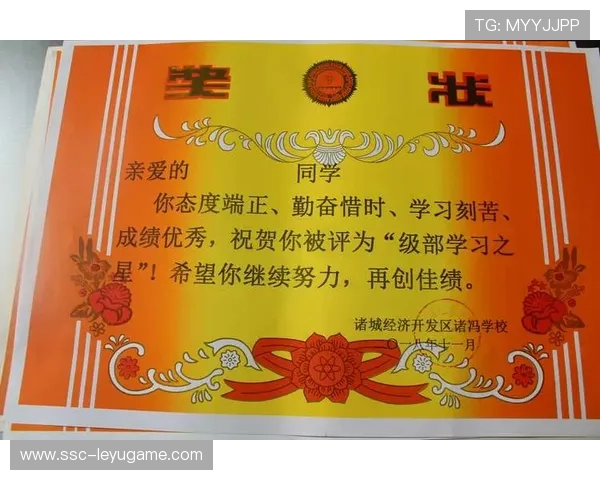 TG: MYYJJPP
奖 状
亲爱的 同学
你态度端正、勤奋惜时、学习刻苦、
成绩优秀，祝贺你被评为“级部学习之
星”！希望你继续努力，再创佳绩。
诸城经济开发区诸冯学校
〇一八年十一月
www.ssc-leyugame.com